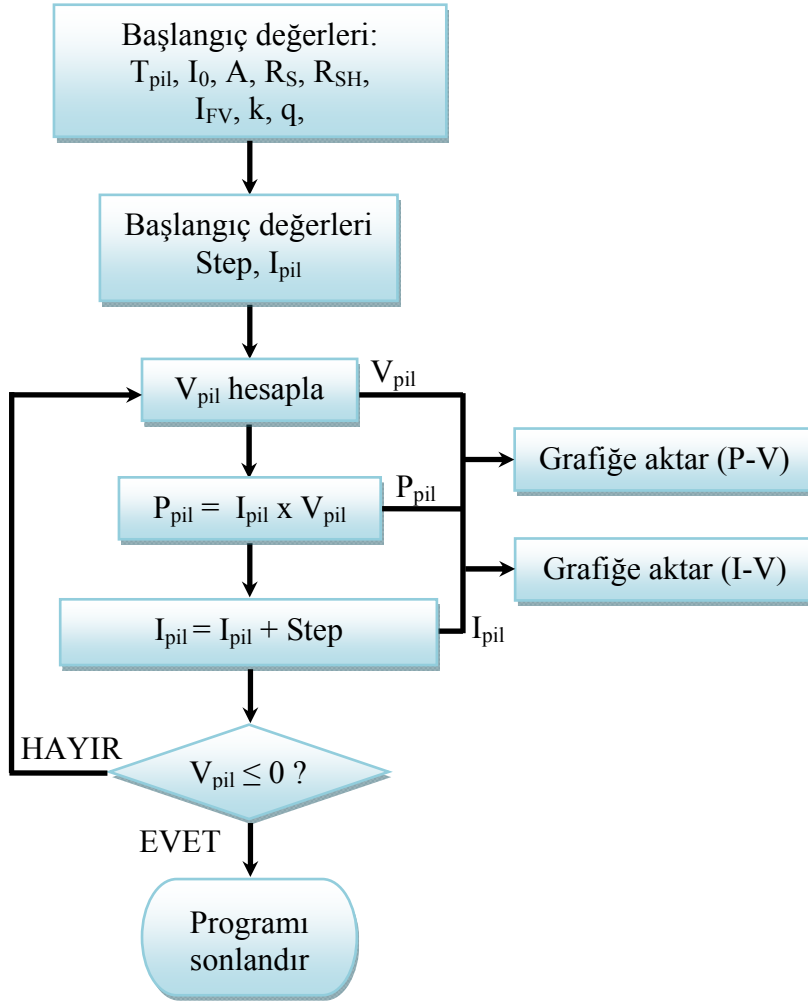 Başlangıç değerleri:
T_pil, I_0, A, R_S, R_SH,
I_FV, k, q,
Başlangıç değerleri
Step, I_pil
V_pil hesapla
V_pil
Grafiğe aktar (P-V)
P_pil = I_pil x V_pil
P_pil
Grafiğe aktar (I-V)
I_pil = I_pil + Step
I_pil
HAYIR
V_pil ≤ 0 ?
EVET
Programı
sonlandır